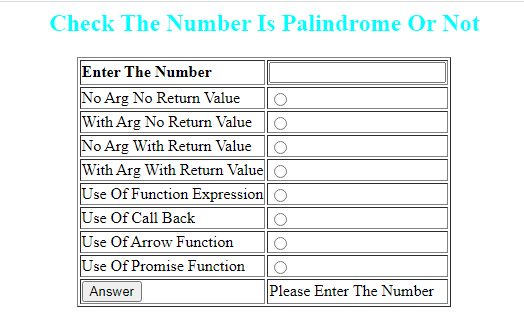 Check The Number Is Palindrome Or Not
Enter The Number
No Arg No Return Value
With Arg No Return Value
No Arg With Return Value
With Arg With Return Value
Use Of Function Expression
Use Of Call Back
Use Of Arrow Function
Use Of Promise Function
Answer Please Enter The Number